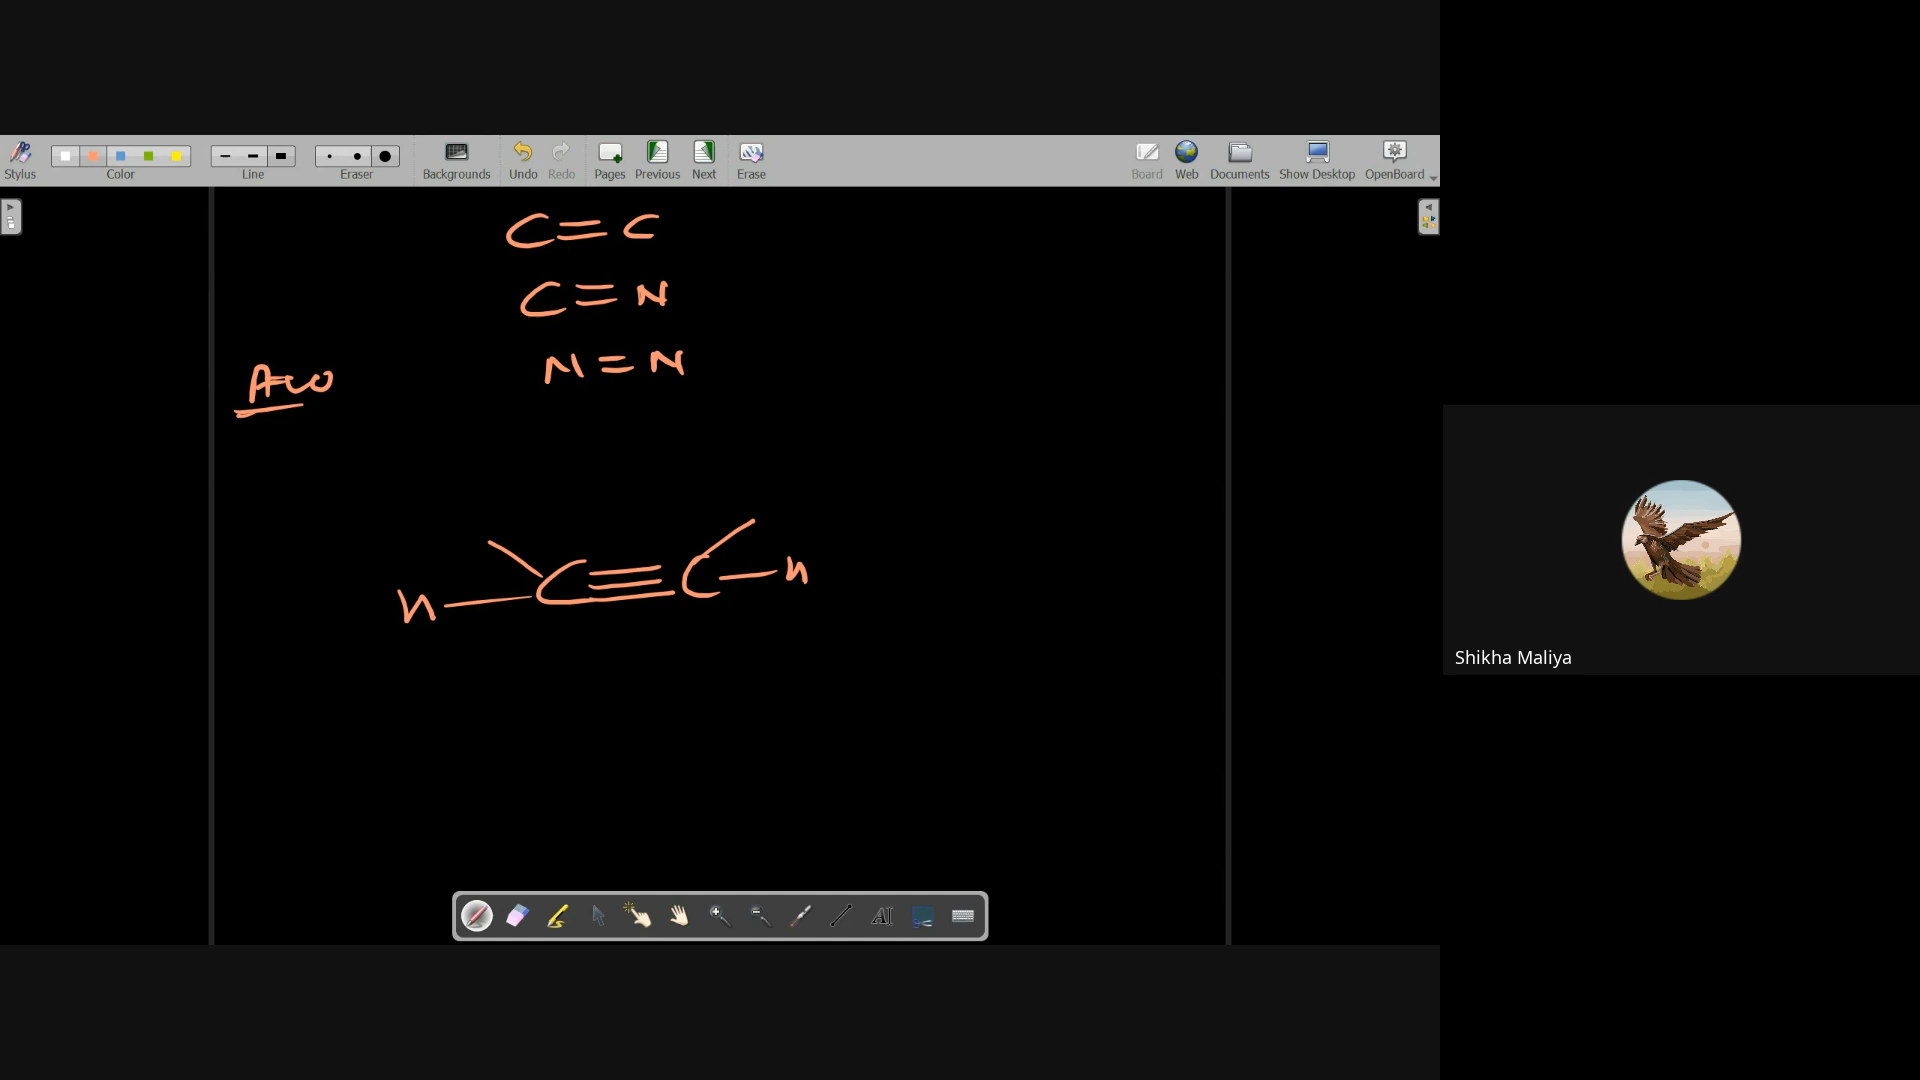 Stylus Color Line Eraser Backgrounds Undo Redo Pages Previous Next Erase Board Web Documents Show Desktop OpenBoard
C=C
C=N
N=N
H—C≡C—H
AI
Shikha Maliya